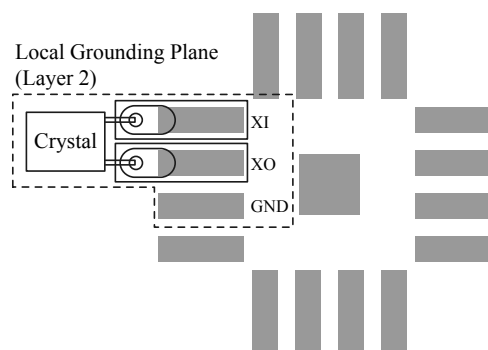 Local Grounding Plane
(Layer 2)
XI
Crystal
XO
GND